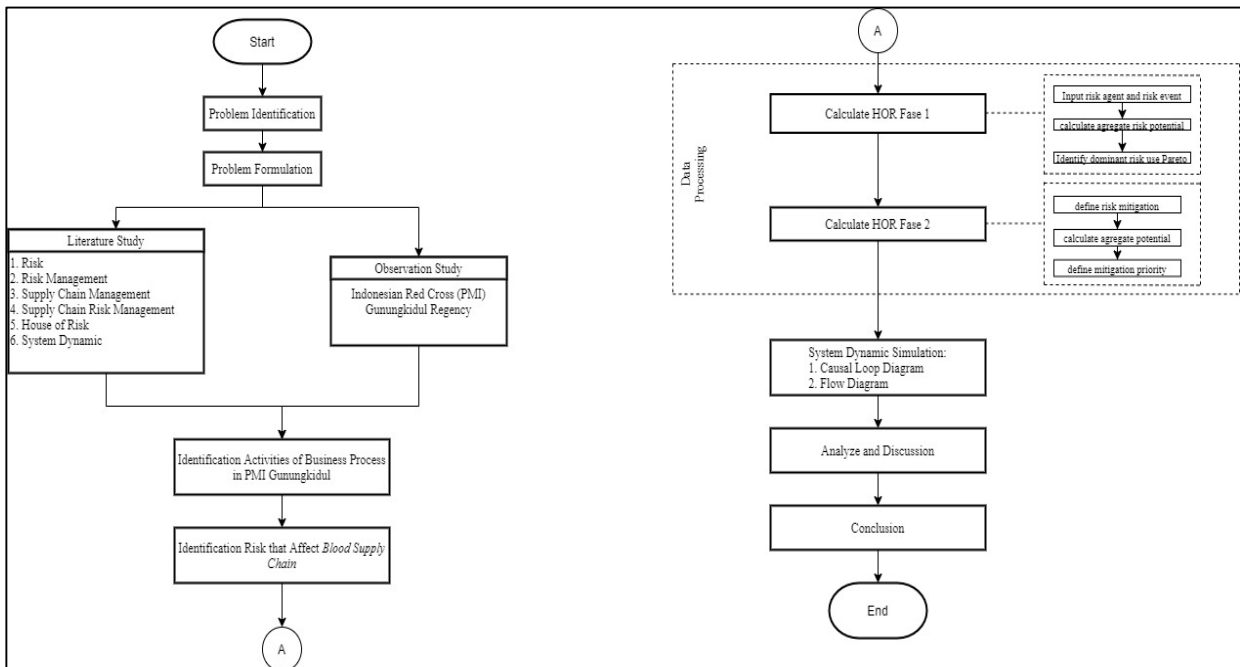 Start
Problem Identification
Problem Formulation
Literature Study
1. Risk
2. Risk Management
3. Supply Chain Management
4. Supply Chain Risk Management
5. House of Risk
6. System Dynamic
Observation Study
Indonesian Red Cross (PMI)
Gunungkidul Regency
Identification Activities of Business Process
in PMI Gunungkidul
Identification Risk that Affect Blood Supply
Chain
A
A
Data
Processing
Calculate HOR Fase 1
Input risk agent and risk event
calculate agregate risk potential
Identify dominant risk use Pareto
Calculate HOR Fase 2
define risk mitigation
calculate agregate potential
define mitigation priority
System Dynamic Simulation:
1. Causal Loop Diagram
2. Flow Diagram
Analyze and Discussion
Conclusion
End